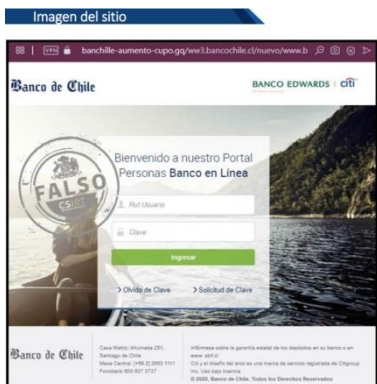 Imagen del sitio
VPN banchille-aumento-cupo.gq/ww3.bancochile.cl/nuevo/www.b
Banco de Chile
BANCO EDWARDS | citi
Bienvenido a nuestro Portal
Personas Banco en Línea
FALSO
CSIRT
Rut Usuario
Clave
Ingresar
> Olvido de Clave > Solicitud de Clave
Banco de Chile
Casa Matriz: Ahumada 251,
Santiago de Chile
Mesa Central: (+56 2) 2653 1111
Fonobank 600 637 3737
Infórmese sobre la garantía estatal de los depósitos en su banco o en
www.
Citi y el diseño del arco es una marca de servicio registrada de Citigroup
Inc. Uso bajo licencia.
© 2020, Banco de Chile. Todos los Derechos Reservados